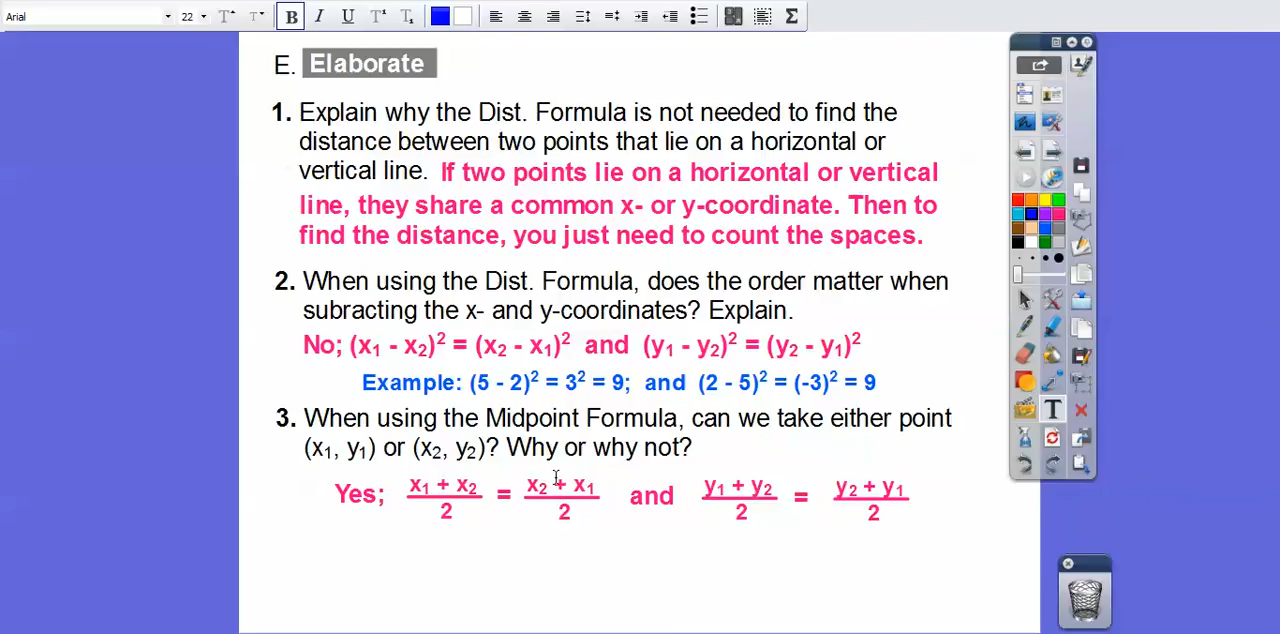 Arial 22 B I U T T Σ
E. Elaborate
1. Explain why the Dist. Formula is not needed to find the
distance between two points that lie on a horizontal or
vertical line. If two points lie on a horizontal or vertical
line, they share a common x- or y-coordinate. Then to
find the distance, you just need to count the spaces.
2. When using the Dist. Formula, does the order matter when
subracting the x- and y-coordinates? Explain.
No; (x₁ - x₂)² = (x₂ - x₁)² and (y₁ - y₂)² = (y₂ - y₁)²
Example: (5 - 2)² = 3² = 9; and (2 - 5)² = (-3)² = 9
3. When using the Midpoint Formula, can we take either point
(x₁, y₁) or (x₂, y₂)? Why or why not?
Yes; x₁ + x₂ / 2 = x₂ + x₁ / 2 and y₁ + y₂ / 2 = y₂ + y₁ / 2